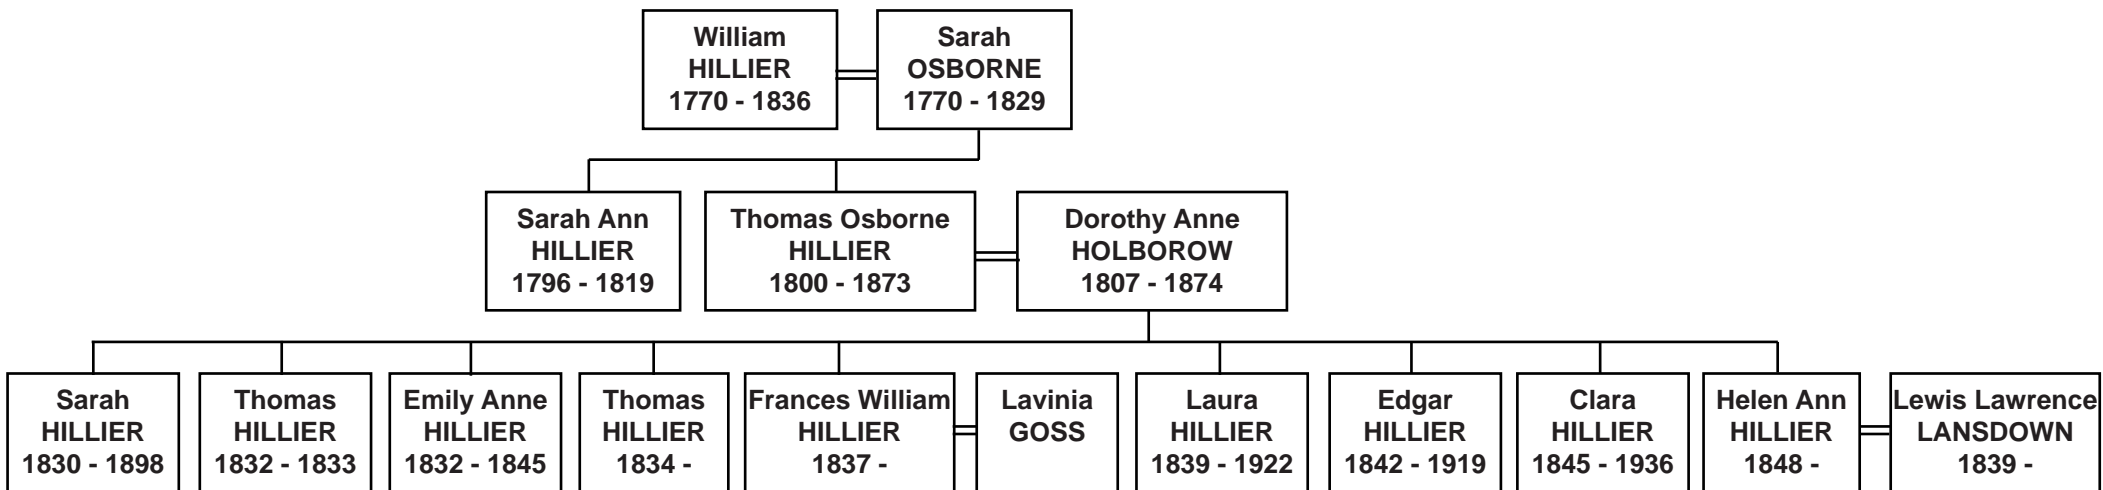 William
HILLIER
1770 - 1836
Sarah
OSBORNE
1770 - 1829
Sarah Ann
HILLIER
1796 - 1819
Thomas Osborne
HILLIER
1800 - 1873
Dorothy Anne
HOLBOROW
1807 - 1874
Sarah
HILLIER
1830 - 1898
Thomas
HILLIER
1832 - 1833
Emily Anne
HILLIER
1832 - 1845
Thomas
HILLIER
1834 -
Frances William
HILLIER
1837 -
Lavinia
GOSS
Laura
HILLIER
1839 - 1922
Edgar
HILLIER
1842 - 1919
Clara
HILLIER
1845 - 1936
Helen Ann
HILLIER
1848 -
Lewis Lawrence
LANSDOWN
1839 -